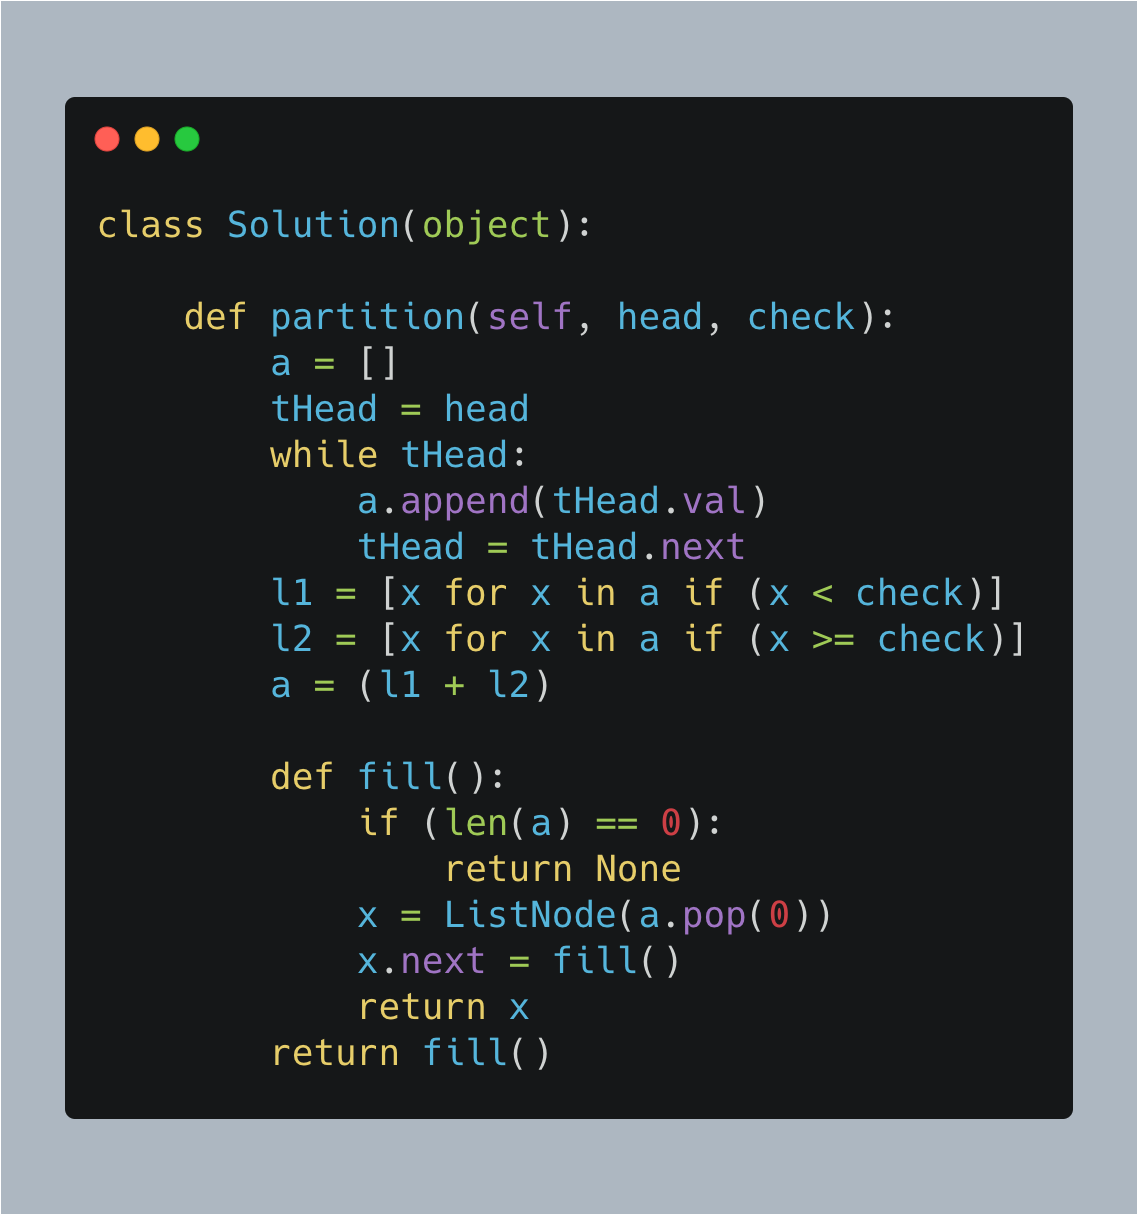 class Solution(object):

    def partition(self, head, check):
        a = []
        tHead = head
        while tHead:
            a.append(tHead.val)
            tHead = tHead.next
        l1 = [x for x in a if (x < check)]
        l2 = [x for x in a if (x >= check)]
        a = (l1 + l2)

        def fill():
            if (len(a) == 0):
                return None
            x = ListNode(a.pop(0))
            x.next = fill()
            return x
        return fill()